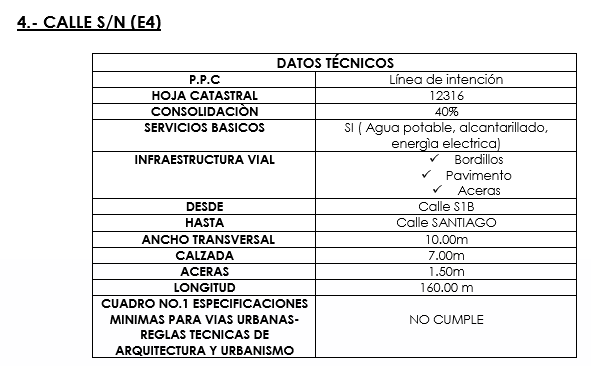 4.- CALLE S/N (E4)
DATOS TÉCNICOS
P.P.C Línea de intención
HOJA CATASTRAL 12316
CONSOLIDACIÒN 40%
SERVICIOS BASICOS SI ( Agua potable, alcantarillado,
energìa electrica)
INFRAESTRUCTURA VIAL ✓ Bordillos
✓ Pavimento
✓ Aceras
DESDE Calle S1B
HASTA Calle SANTIAGO
ANCHO TRANSVERSAL 10.00m
CALZADA 7.00m
ACERAS 1.50m
LONGITUD 160.00 m
CUADRO NO.1 ESPECIFICACIONES
MINIMAS PARA VIAS URBANAS-
REGLAS TECNICAS DE
ARQUITECTURA Y URBANISMO
NO CUMPLE